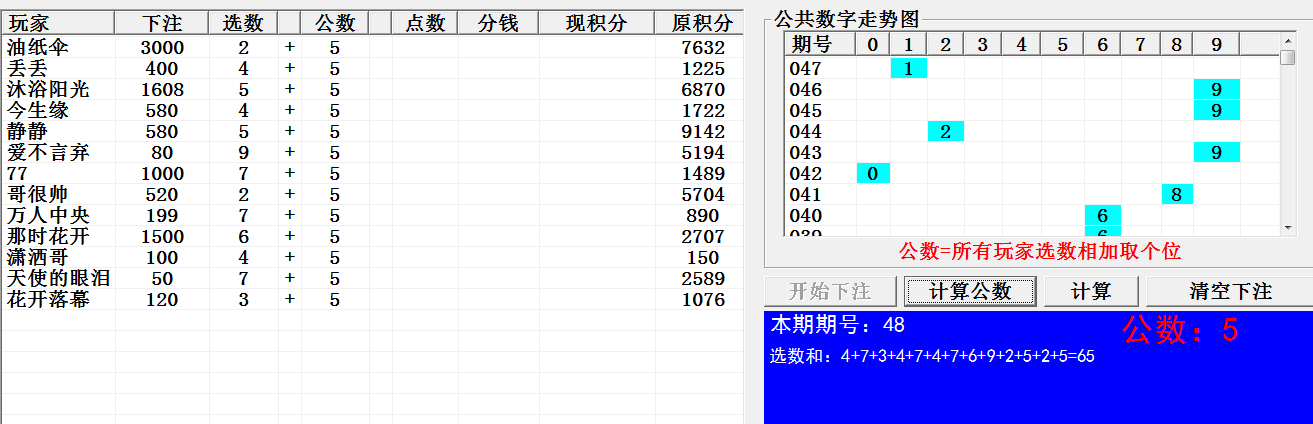 玩家 下注 选数 公数 点数 分钱 现积分 原积分
油纸伞 3000 2 + 5 7632
丢丢 400 4 + 5 1225
沐浴阳光 1608 5 + 5 6870
今生缘 580 4 + 5 1722
静静 580 5 + 5 9142
爱不言弃 80 9 + 5 5194
77 1000 7 + 5 1489
哥很帅 520 2 + 5 5704
万人中央 199 7 + 5 890
那时花开 1500 6 + 5 2707
潇洒哥 100 4 + 5 150
天使的眼泪 50 7 + 5 2589
花开落幕 120 3 + 5 1076
公共数字走势图
期号 0 1 2 3 4 5 6 7 8 9
047 1
046 9
045 9
044 2
043 9
042 0
041 8
040 6
039 6
公数=所有玩家选数相加取个位
开始下注 计算公数 计算 清空下注
本期期号：48 公数：5
选数和：4+7+3+4+7+4+7+6+9+2+5+2+5=65